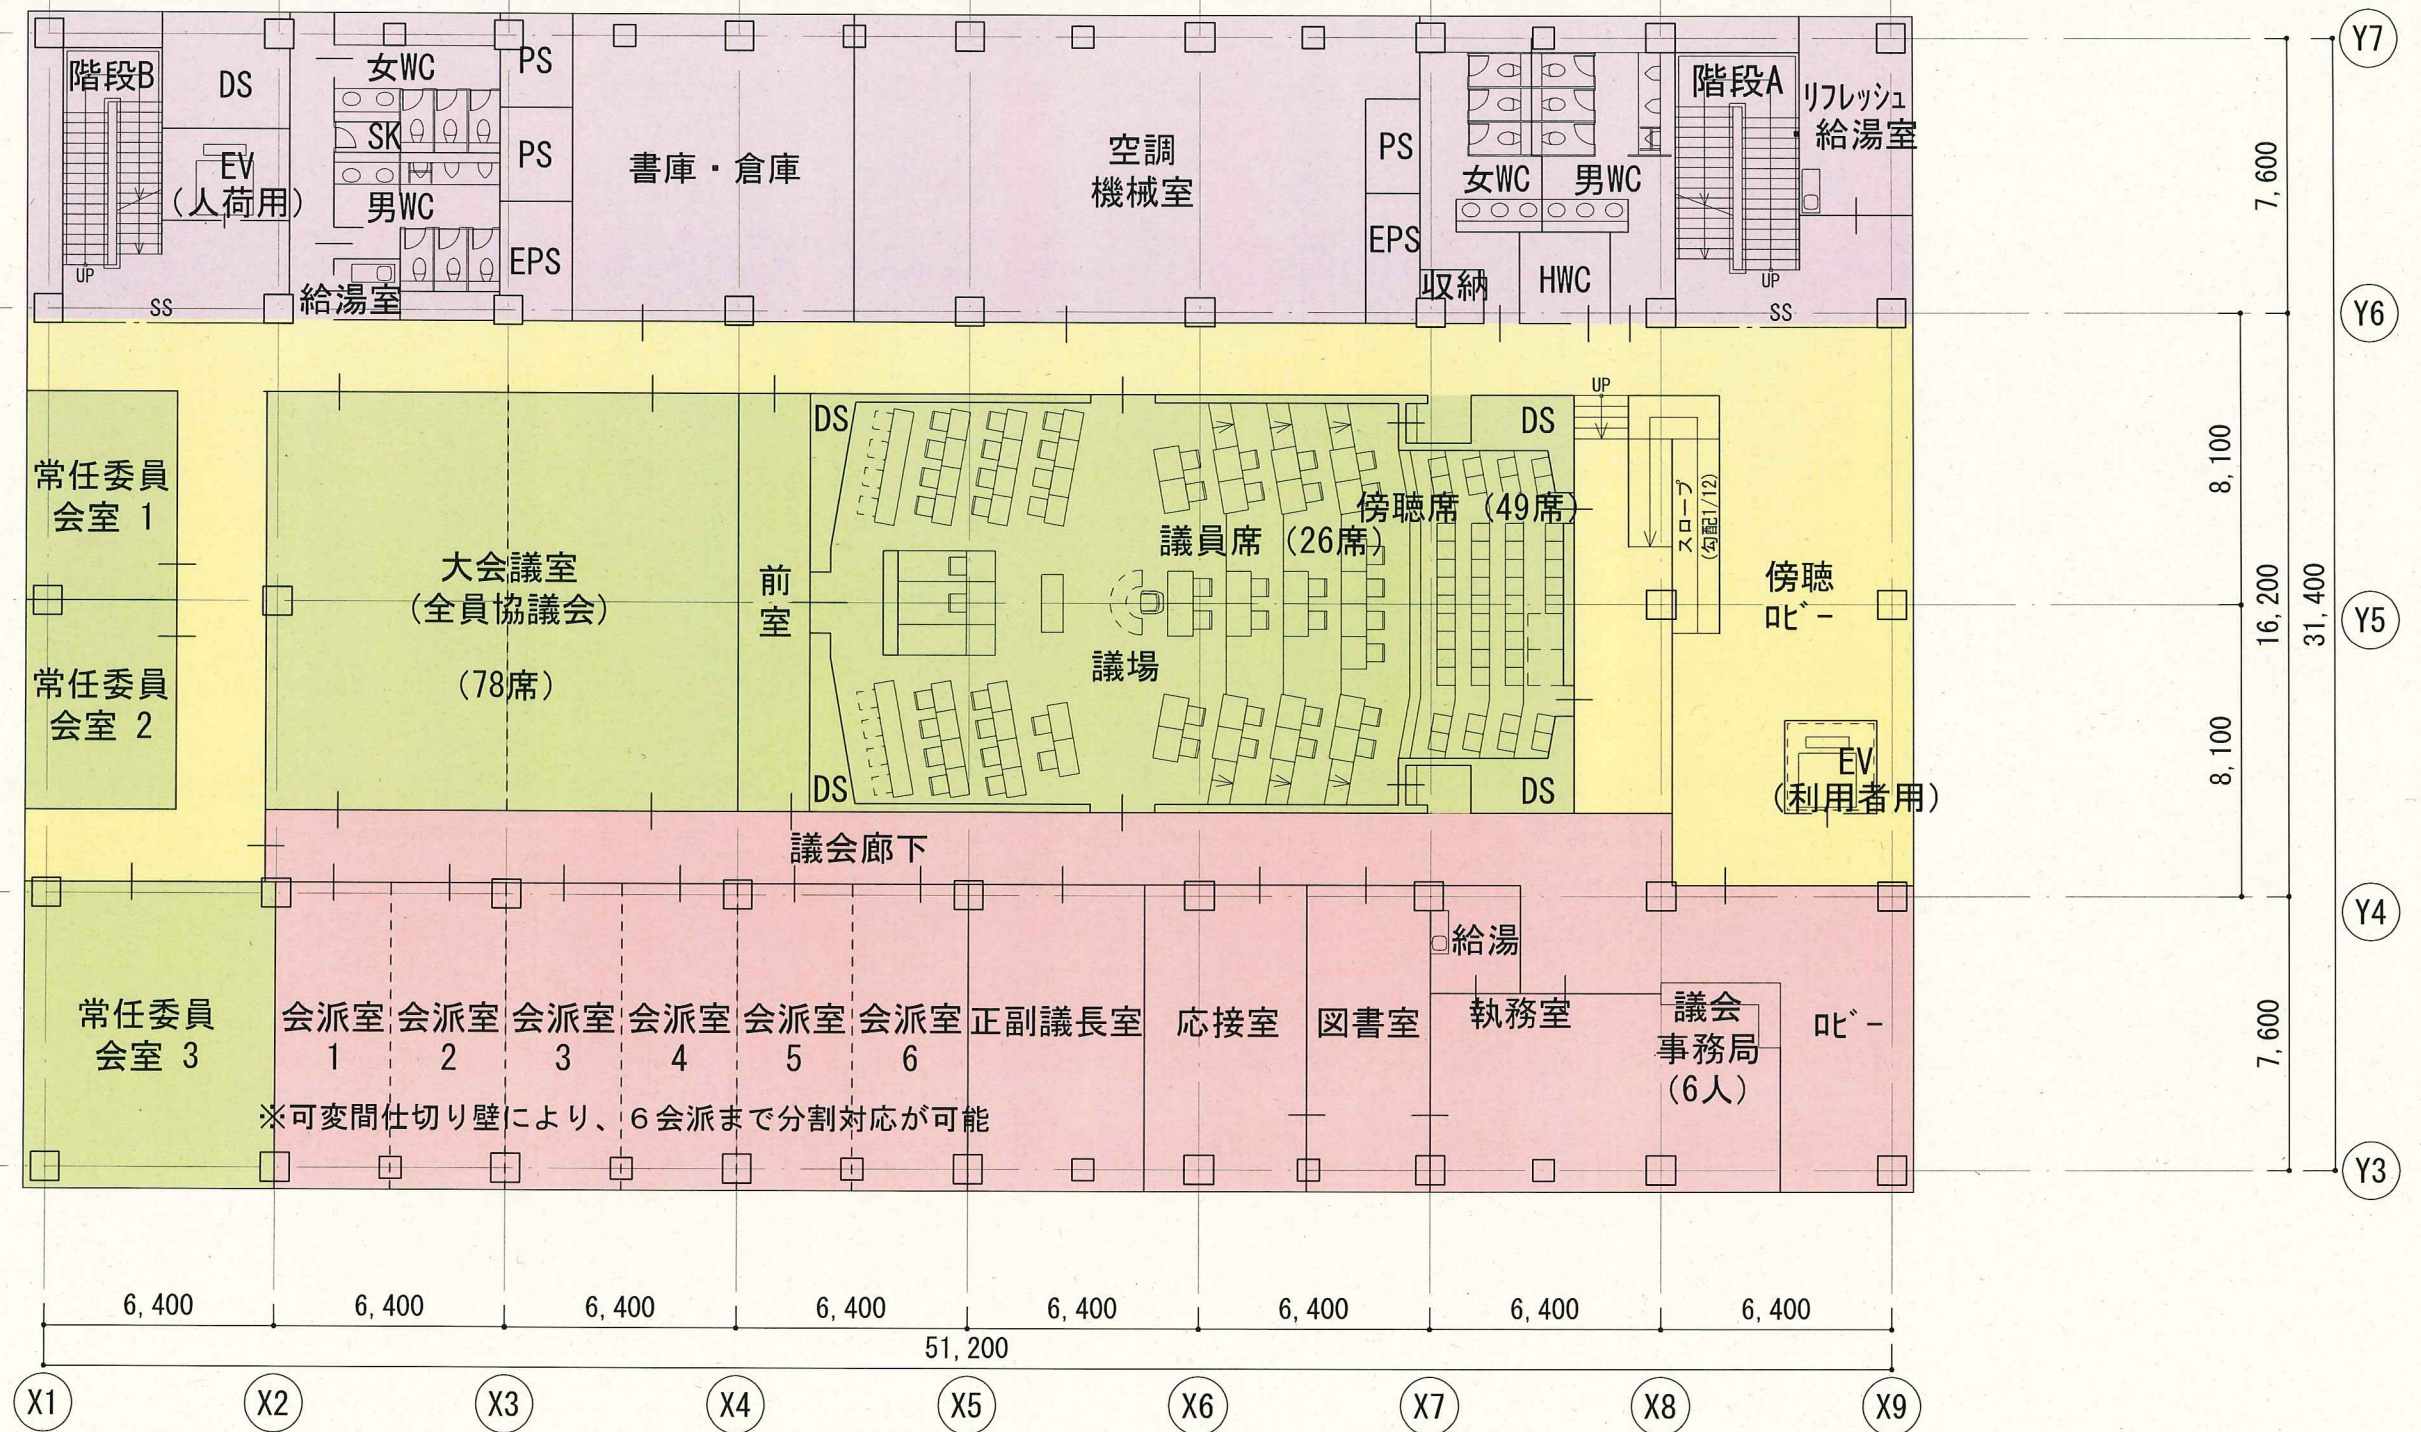 階段B
DS
女WC
PS
SK
PS
EV
(人荷用)
男WC
EPS
UP
SS
給湯室
書庫・倉庫
空調
機械室
PS
EPS
女WC
男WC
収納
HWC
階段A
UP
SS
リフレッシュ
給湯室
Y7
7,600
Y6
常任委員
会室 1
常任委員
会室 2
大会議室
(全員協議会)
(78席)
前
室
DS
DS
議員席 (26席)
傍聴席 (49席)
議場
DS
DS
UP
スロープ
(勾配1/12)
傍聴
ロビー
EV
(利用者用)
8,100
16,200
31,400
Y5
8,100
議会廊下
Y4
常任委員
会室 3
会派室
1
会派室
2
会派室
3
会派室
4
会派室
5
会派室
6
※可変間仕切り壁により、6会派まで分割対応が可能
正副議長室
応接室
図書室
給湯
執務室
議会
事務局
(6人)
ロビー
7,600
Y3
6,400 6,400 6,400 6,400 6,400 6,400 6,400 6,400
51,200
X1 X2 X3 X4 X5 X6 X7 X8 X9